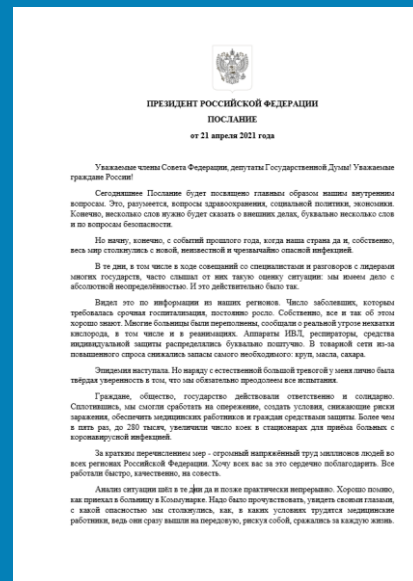 ПРЕЗИДЕНТ РОССИЙСКОЙ ФЕДЕРАЦИИ
ПОСЛАНИЕ
от 21 апреля 2021 года
Уважаемые члены Совета Федерации, депутаты Государственной Думы! Уважаемые
граждане России!
Сегодняшнее Послание будет посвящено главным образом нашим внутренним
вопросам. Это, разумеется, вопросы здравоохранения, социальной политики, экономики.
Конечно, несколько слов нужно будет сказать о внешних делах, буквально несколько слов
и по вопросам безопасности.
Но начну, конечно, с событий прошлого года, когда наша страна да и, собственно,
весь мир столкнулись с новой, неизвестной и чрезвычайно опасной инфекцией.
В те дни, в том числе в ходе совещаний со специалистами и разговоров с лидерами
многих государств, часто слышал от них такую оценку ситуации: мы имеем дело с
абсолютной неопределённостью. И это действительно было так.
Видел это по информации из наших регионов. Число заболевших, которым
требовалась срочная госпитализация, постоянно росло. Собственно, все и так об этом
хорошо знают. Многие больницы были переполнены, сообщали о реальной угрозе нехватки
кислорода, в том числе и в реанимациях. Аппараты ИВЛ, респираторы, средства
индивидуальной защиты распределялись буквально поштучно. В товарной сети из-за
повышенного спроса снижались запасы самого необходимого: круп, масла, сахара.
Эпидемия наступала. Но наряду с естественной большой тревогой у меня лично была
твёрдая уверенность в том, что мы обязательно преодолеем все испытания.
Граждане, общество, государство действовали ответственно и солидарно.
Сплотившись, мы смогли сработать на опережение, создать условия, снижающие риски
заражения, обеспечить медицинских работников и граждан средствами защиты. Более чем
в пять раз, до 280 тысяч, увеличили число коек в стационарах для приёма больных с
коронавирусной инфекцией.
За кратким перечислением мер - огромный напряжённый труд миллионов людей во
всех регионах Российской Федерации. Хочу всех вас за это сердечно поблагодарить. Все
работали быстро, качественно, на совесть.
Анализ ситуации шёл в те дни да и позже практически непрерывно. Хорошо помню,
как приехал в больницу в Коммунарке. Надо было прочувствовать, увидеть своими глазами,
с какой опасностью мы столкнулись, как, в каких условиях трудятся медицинские
работники, ведь они сразу вышли на передовую, рискуя собой, сражались за каждую жизнь.